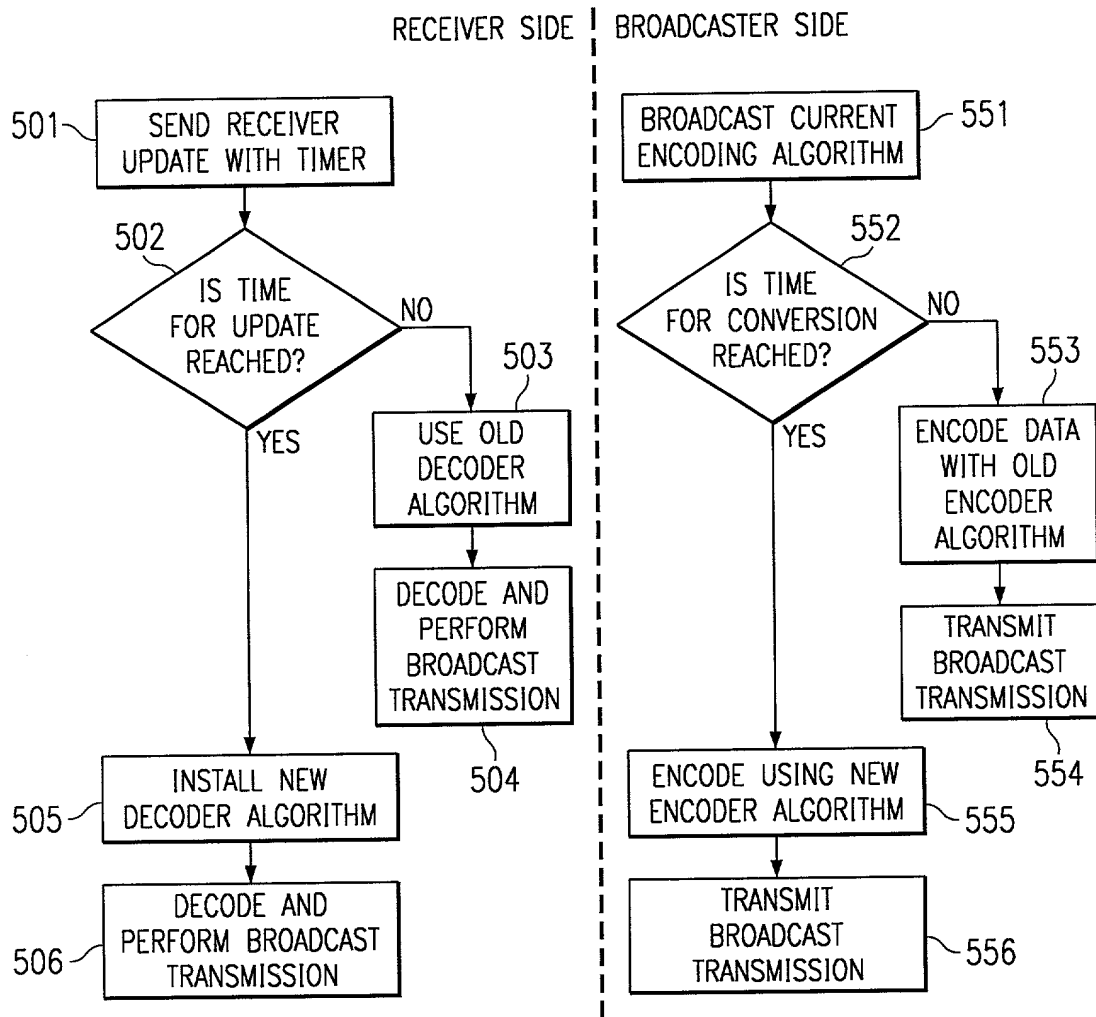 RECEIVER SIDE
BROADCASTER SIDE
501
SEND RECEIVER
UPDATE WITH TIMER
502
IS TIME
FOR UPDATE
REACHED?
NO
YES
503
USE OLD
DECODER
ALGORITHM
DECODE AND
PERFORM
BROADCAST
TRANSMISSION
504
505
INSTALL NEW
DECODER ALGORITHM
506
DECODE AND
PERFORM BROADCAST
TRANSMISSION
BROADCAST CURRENT
ENCODING ALGORITHM
551
552
IS TIME
FOR CONVERSION
REACHED?
NO
YES
553
ENCODE DATA
WITH OLD
ENCODER
ALGORITHM
TRANSMIT
BROADCAST
TRANSMISSION
554
ENCODE USING NEW
ENCODER ALGORITHM
555
TRANSMIT
BROADCAST
TRANSMISSION
556